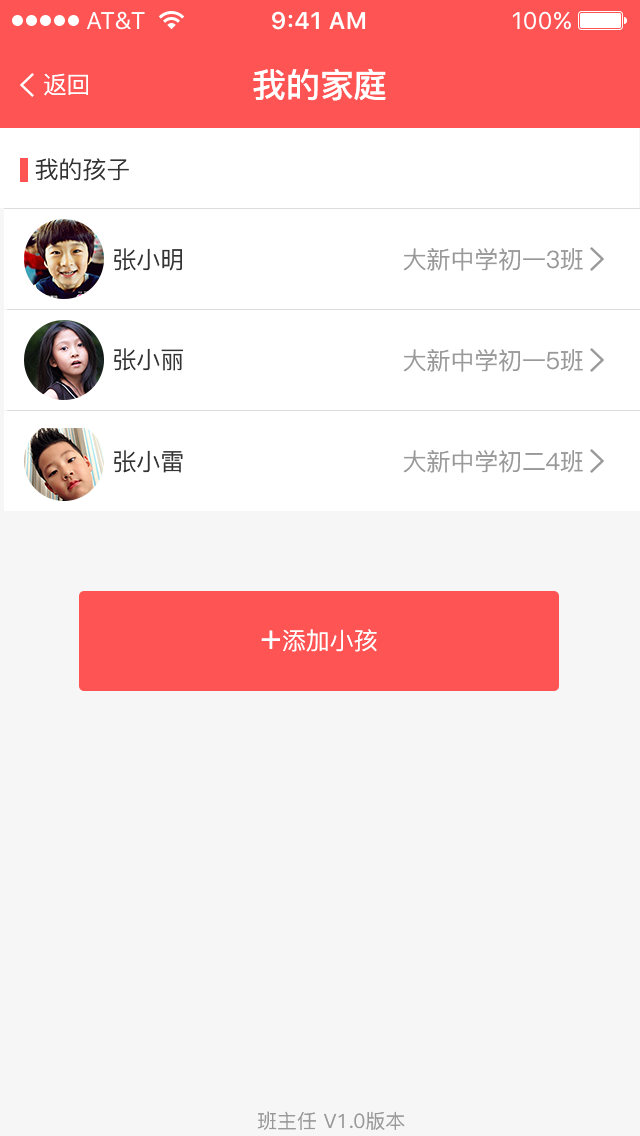 AT&T 9:41 AM 100%
返回 我的家庭
我的孩子
张小明 大新中学初一3班
张小丽 大新中学初一5班
张小雷 大新中学初二4班
+添加小孩
班主任 V1.0版本